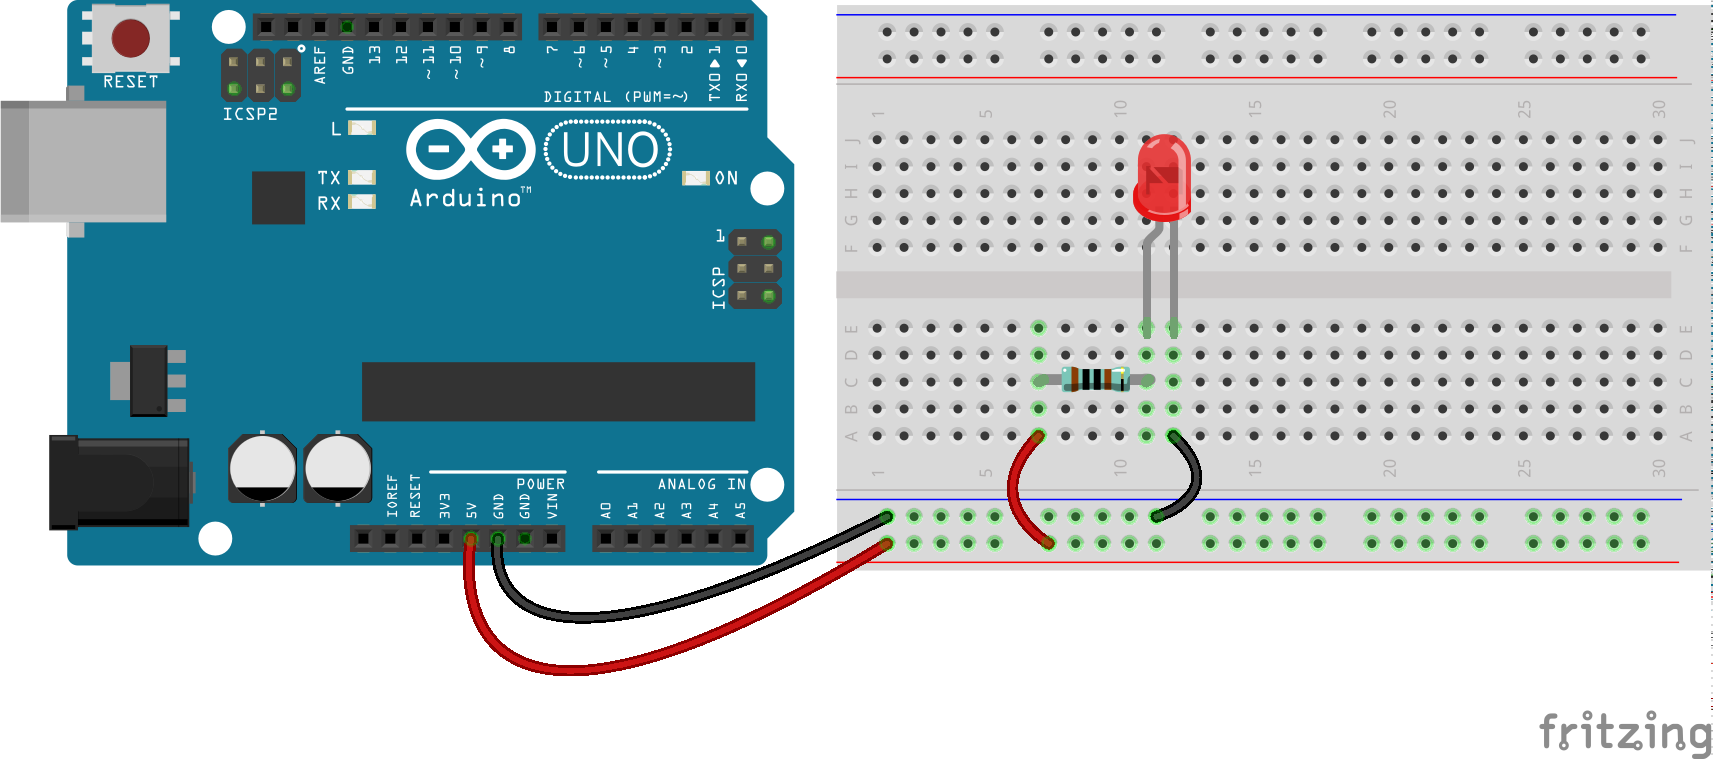 RESET
ICSP2
AREF
GND
13
12
~11
~10
~9
8
7
~6
~5
4
~3
2
TX0▶1
RX0◀0
DIGITAL (PWM=~)
L
TX
RX
UNO
Arduino™
ON
1
ICSP
IOREF
RESET
3V3
5V
GND
GND
VIN
POWER
ANALOG IN
A0
A1
A2
A3
A4
A5
1 5 10 15 20 25 30
J J
I I
H H
G G
F F
E E
D D
C C
B B
A A
1 5 10 15 20 25 30
fritzing